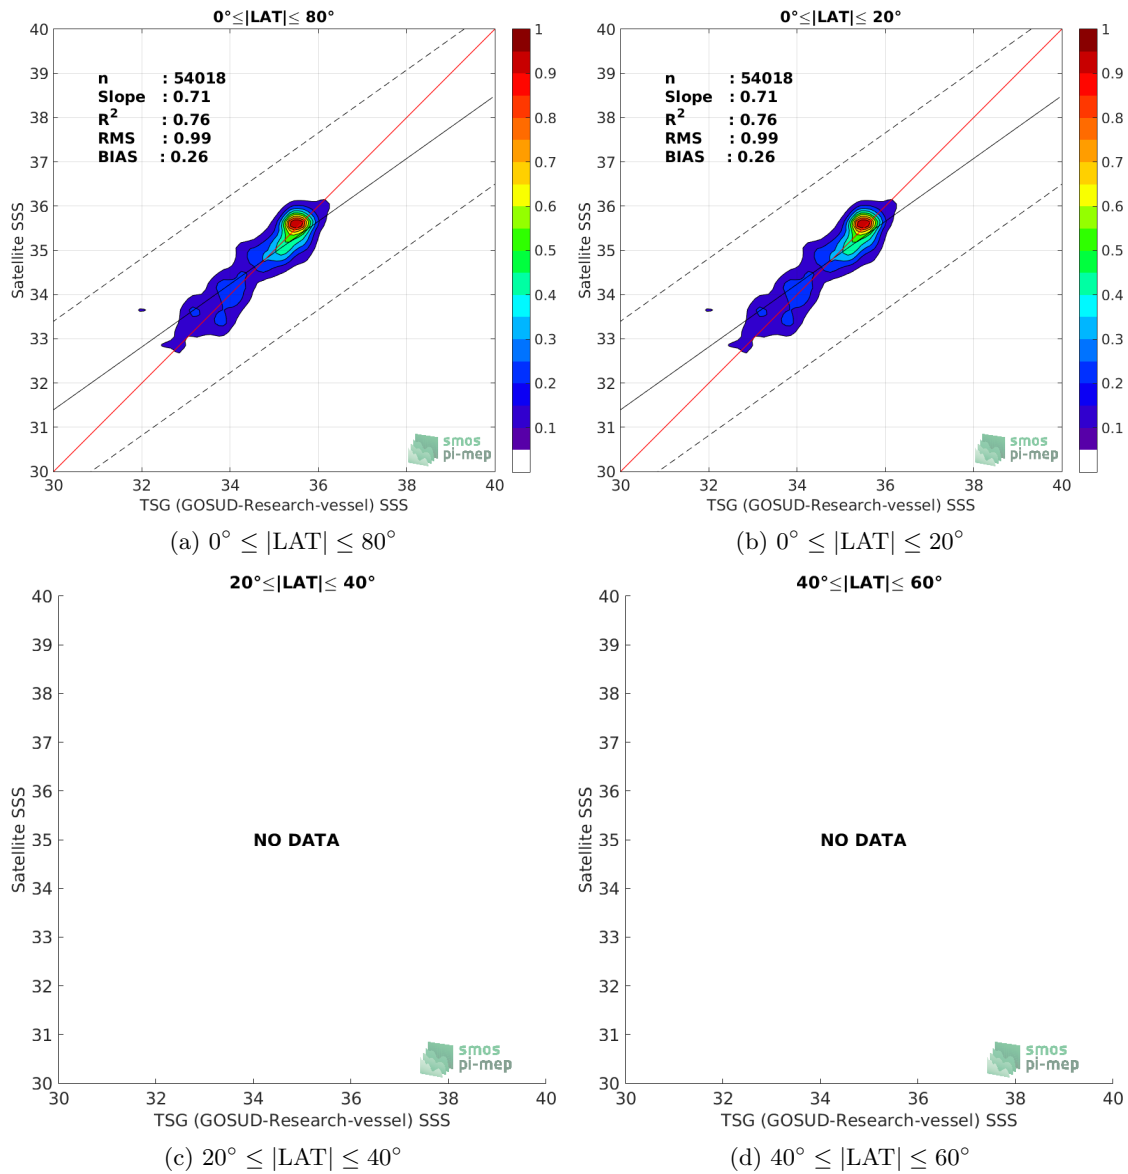 0°≤|LAT|≤ 80°
40
39
38
37
36
35
34
33
32
31
30
Satellite SSS
n : 54018
Slope : 0.71
R2 : 0.76
RMS : 0.99
BIAS : 0.26
smos
pi-mep
30 32 34 36 38 40
TSG (GOSUD-Research-vessel) SSS
1
0.9
0.8
0.7
0.6
0.5
0.4
0.3
0.2
0.1
(a) 0° ≤ |LAT| ≤ 80°
0°≤|LAT|≤ 20°
40
39
38
37
36
35
34
33
32
31
30
Satellite SSS
n : 54018
Slope : 0.71
R2 : 0.76
RMS : 0.99
BIAS : 0.26
smos
pi-mep
30 32 34 36 38 40
TSG (GOSUD-Research-vessel) SSS
1
0.9
0.8
0.7
0.6
0.5
0.4
0.3
0.2
0.1
(b) 0° ≤ |LAT| ≤ 20°
20°≤|LAT|≤ 40°
40
39
38
37
36
35
34
33
32
31
30
Satellite SSS
NO DATA
smos
pi-mep
30 32 34 36 38 40
TSG (GOSUD-Research-vessel) SSS
(c) 20° ≤ |LAT| ≤ 40°
40°≤|LAT|≤ 60°
40
39
38
37
36
35
34
33
32
31
30
Satellite SSS
NO DATA
smos
pi-mep
30 32 34 36 38 40
TSG (GOSUD-Research-vessel) SSS
(d) 40° ≤ |LAT| ≤ 60°